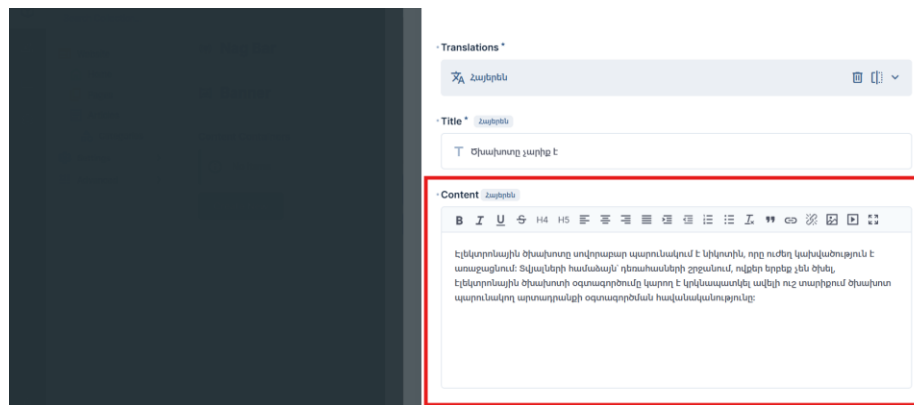 Translations *
Հայերեն
Title * Հայերեն
Ծխախոտը չարիք է
Content Հայերեն
B I U S H4 H5
Էլեկտրոնային ծխախոտը սովորաբար պարունակում է նիկոտին, որը ուժեղ կախվածություն է
առաջացնում: Տվյալների համաձայն՝ դեռահասների շրջանում, ովքեր երբեք չեն ծխել,
էլեկտրոնային ծխախոտի օգտագործումը կարող է կրկնապատկել ավելի ուշ տարիքում ծխախոտ
պարունակող արտադրանքի օգտագործման հավանականությունը: